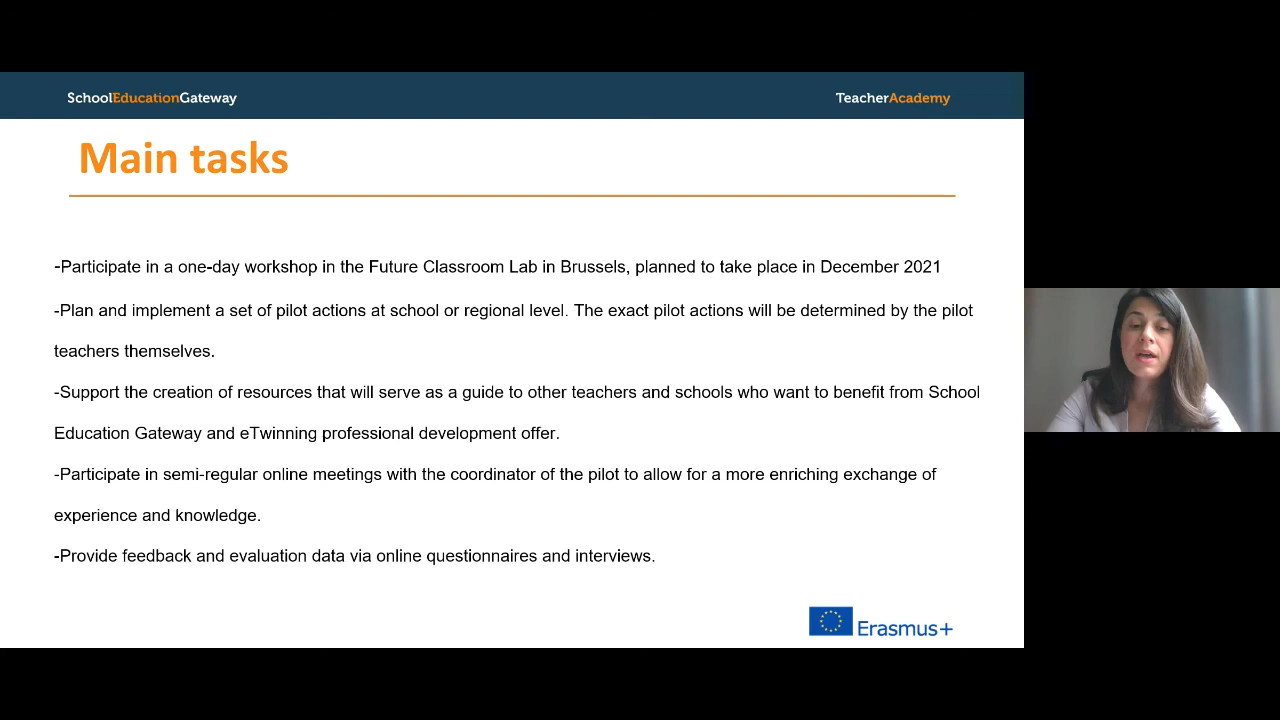 SchoolEducationGateway
TeacherAcademy
Main tasks
-Participate in a one-day workshop in the Future Classroom Lab in Brussels, planned to take place in December 2021
-Plan and implement a set of pilot actions at school or regional level. The exact pilot actions will be determined by the pilot
teachers themselves.
-Support the creation of resources that will serve as a guide to other teachers and schools who want to benefit from School
Education Gateway and eTwinning professional development offer.
-Participate in semi-regular online meetings with the coordinator of the pilot to allow for a more enriching exchange of
experience and knowledge.
-Provide feedback and evaluation data via online questionnaires and interviews.
Erasmus+